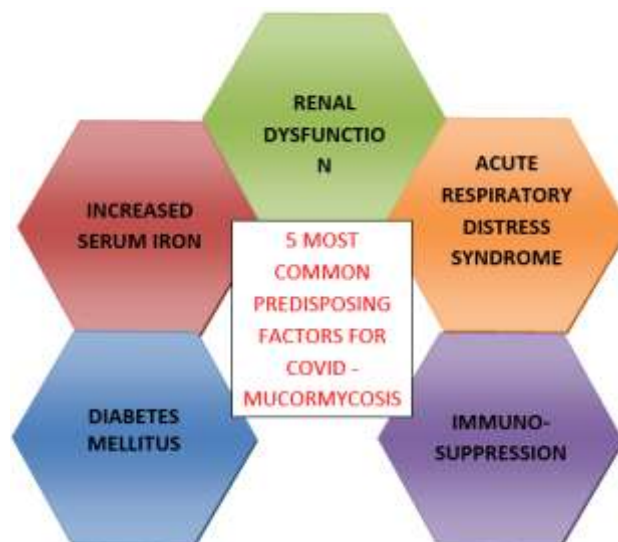 RENAL
DYSFUNCTIO
N
ACUTE
RESPIRATORY
DISTRESS
SYNDROME
INCREASED
SERUM IRON
5 MOST
COMMON
PREDISPOSING
FACTORS FOR
COVID -
MUCORMYCOSIS
DIABETES
MELLITUS
IMMUNO-
SUPPRESSION